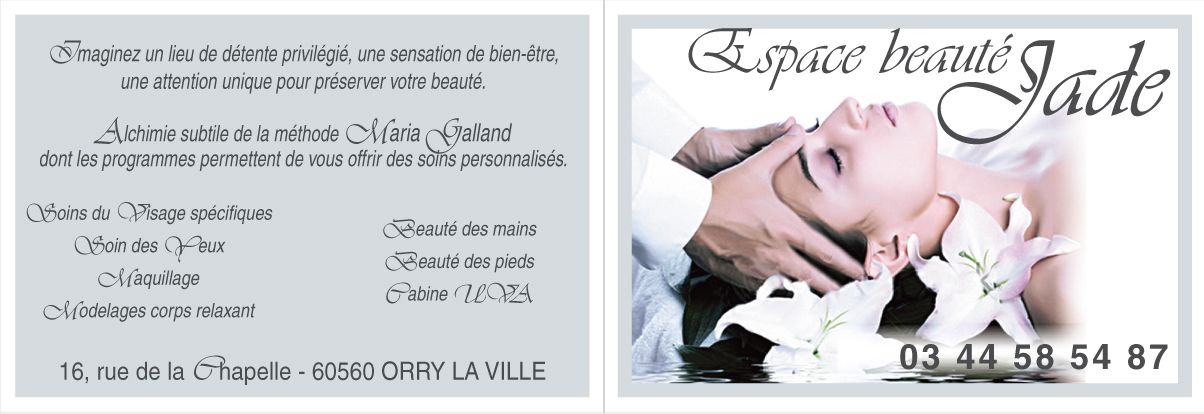 Imaginez un lieu de détente privilégié, une sensation de bien-être,
une attention unique pour préserver votre beauté.
Alchimie subtile de la méthode Maria Galland
dont les programmes permettent de vous offrir des soins personnalisés.
Soins du Visage spécifiques
Soin des Yeux
Maquillage
Modelages corps relaxant
Beauté des mains
Beauté des pieds
Cabine UVA
16, rue de la Chapelle - 60560 ORRY LA VILLE
Espace beauté
Jade
03 44 58 54 87